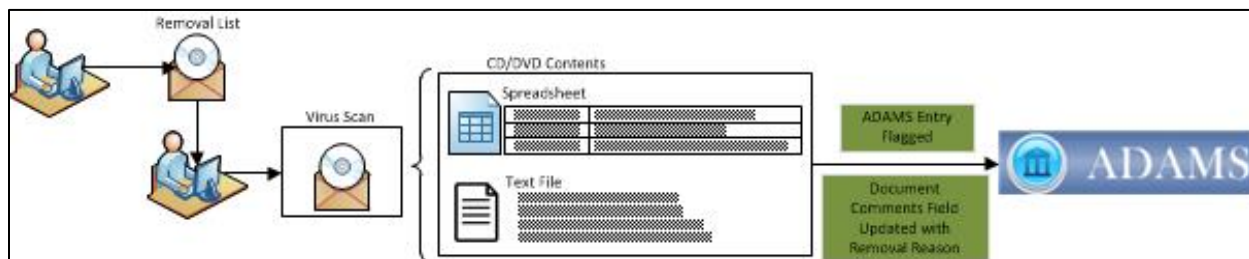 Removal List
Virus Scan
CD/DVD Contents
Spreadsheet
Text File
ADAMS Entry
Flagged
Document
Comments Field
Updated with
Removal Reason
ADAMS